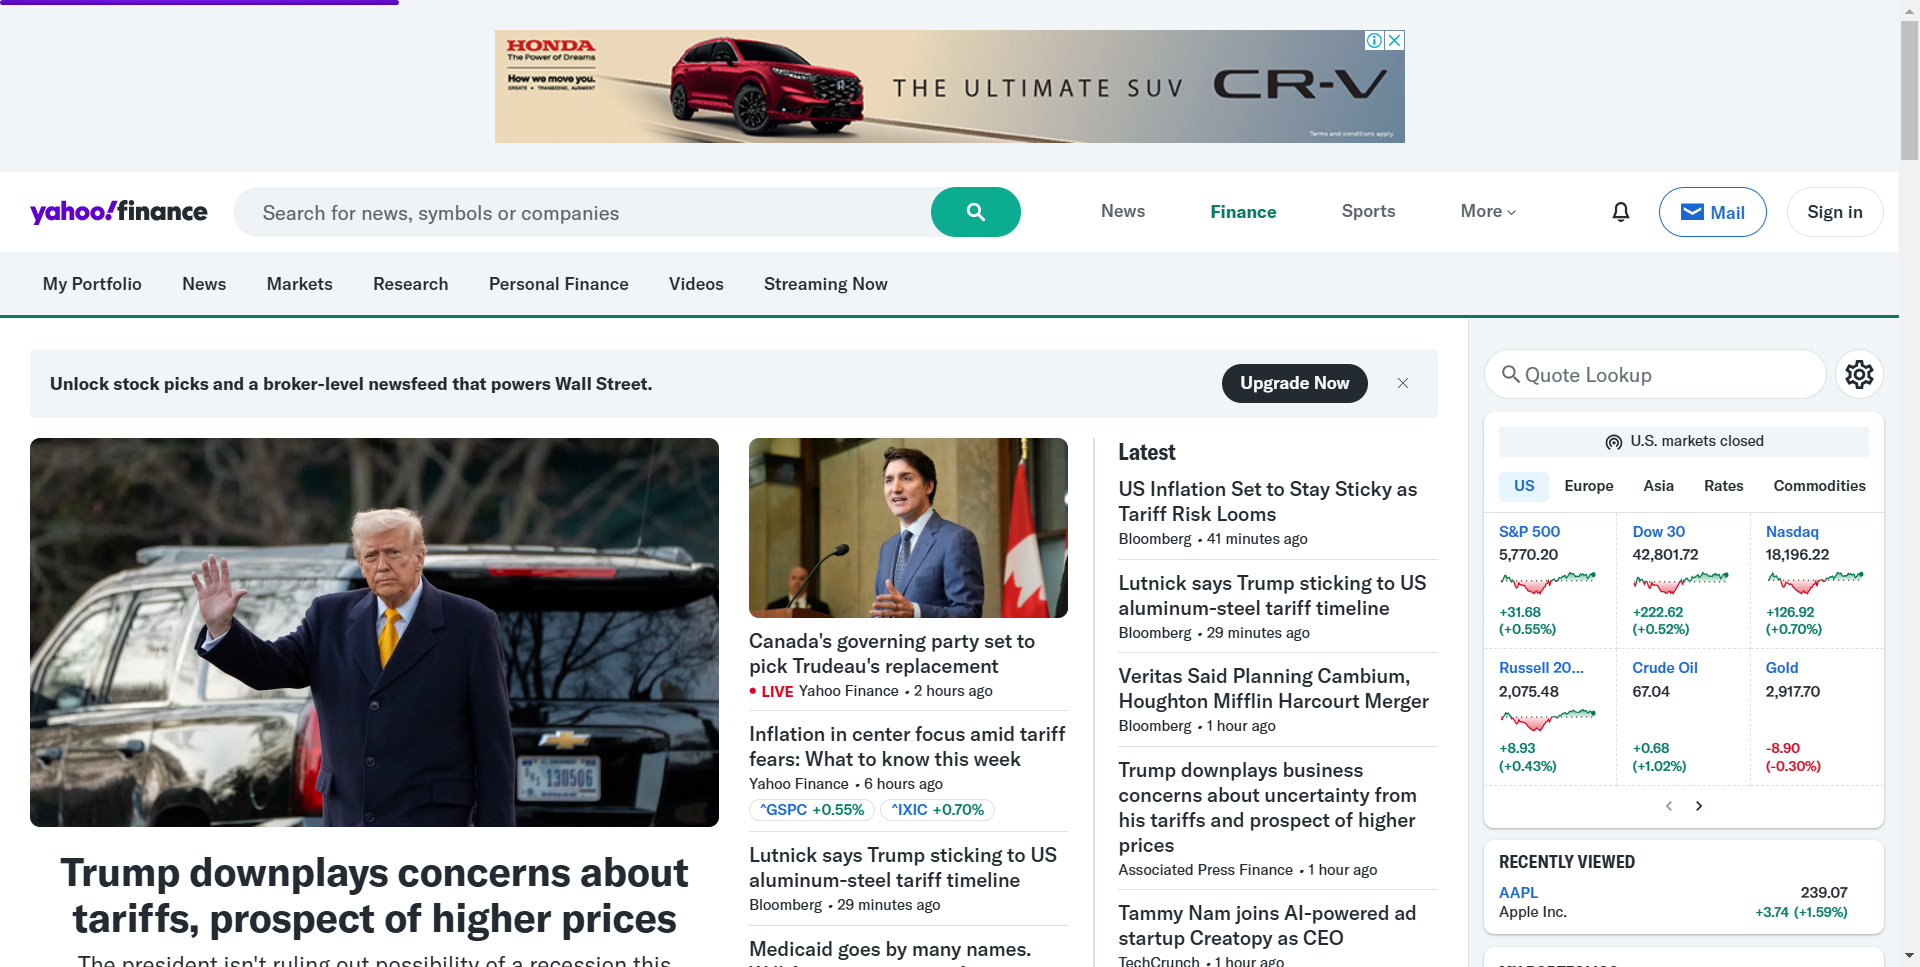 HONDA
The Power of Dreams
How we move you.
CREATE ▸ TRANSCEND, AUGMENT
THE ULTIMATE SUV CR-V
Terms and conditions apply.
yahoo!finance
Search for news, symbols or companies
News
Finance
Sports
More
Mail
Sign in
My Portfolio
News
Markets
Research
Personal Finance
Videos
Streaming Now
Unlock stock picks and a broker-level newsfeed that powers Wall Street.
Upgrade Now
Trump downplays concerns about
tariffs, prospect of higher prices
The president isn't ruling out possibility of a recession this
Canada's governing party set to
pick Trudeau's replacement
• LIVE Yahoo Finance • 2 hours ago
Inflation in center focus amid tariff
fears: What to know this week
Yahoo Finance • 6 hours ago
^GSPC +0.55%
^IXIC +0.70%
Lutnick says Trump sticking to US
aluminum-steel tariff timeline
Bloomberg • 29 minutes ago
Medicaid goes by many names.
Latest
US Inflation Set to Stay Sticky as
Tariff Risk Looms
Bloomberg • 41 minutes ago
Lutnick says Trump sticking to US
aluminum-steel tariff timeline
Bloomberg • 29 minutes ago
Veritas Said Planning Cambium,
Houghton Mifflin Harcourt Merger
Bloomberg • 1 hour ago
Trump downplays business
concerns about uncertainty from
his tariffs and prospect of higher
prices
Associated Press Finance • 1 hour ago
Tammy Nam joins AI-powered ad
startup Creatopy as CEO
TechCrunch • 1 hour ago
Quote Lookup
U.S. markets closed
US
Europe
Asia
Rates
Commodities
S&P 500
5,770.20
+31.68
(+0.55%)
Dow 30
42,801.72
+222.62
(+0.52%)
Nasdaq
18,196.22
+126.92
(+0.70%)
Russell 20...
2,075.48
+8.93
(+0.43%)
Crude Oil
67.04
+0.68
(+1.02%)
Gold
2,917.70
-8.90
(-0.30%)
RECENTLY VIEWED
AAPL 239.07
Apple Inc. +3.74 (+1.59%)